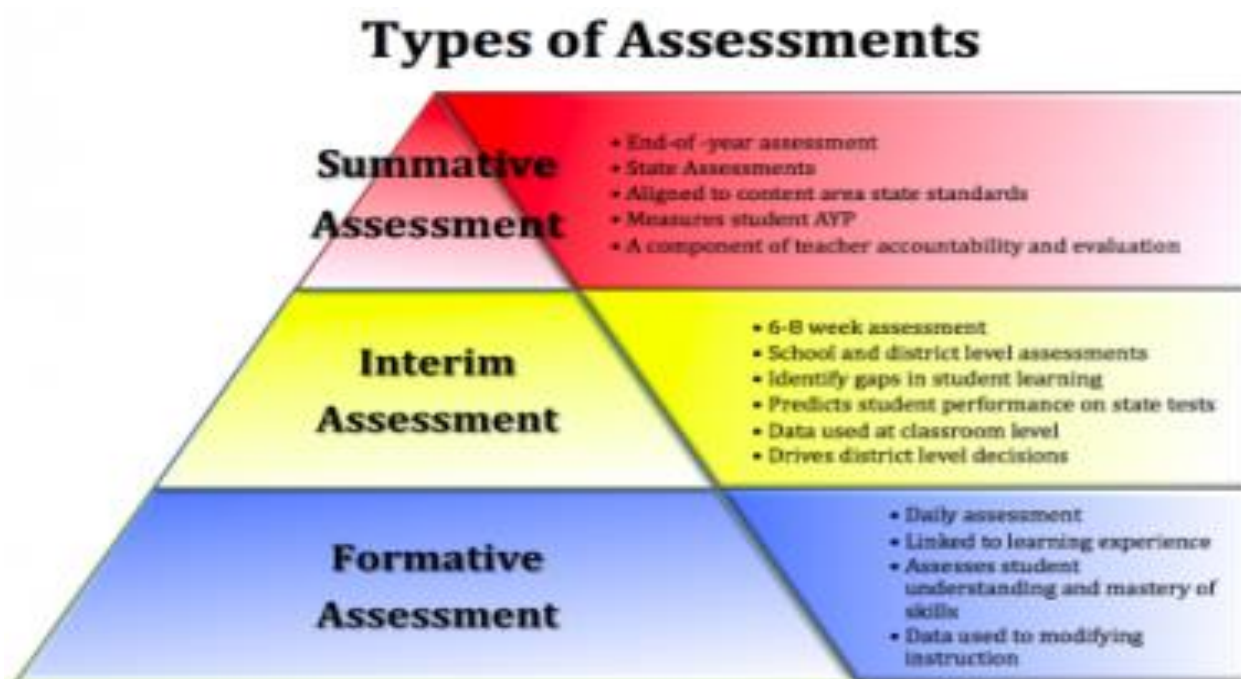 Types of Assessments
Summative
Assessment
• End-of -year assessment
• State Assessments
• Aligned to content area state standards
• Measures student AYP
• A component of teacher accountability and evaluation
Interim
Assessment
• 6-8 week assessment
• School and district level assessments
• Identify gaps in student learning
• Predicts student performance on state tests
• Data used at classroom level
• Drives district level decisions
Formative
Assessment
• Daily assessment
• Linked to learning experience
• Assesses student
understanding and mastery of
skills
• Data used to modifying
instruction